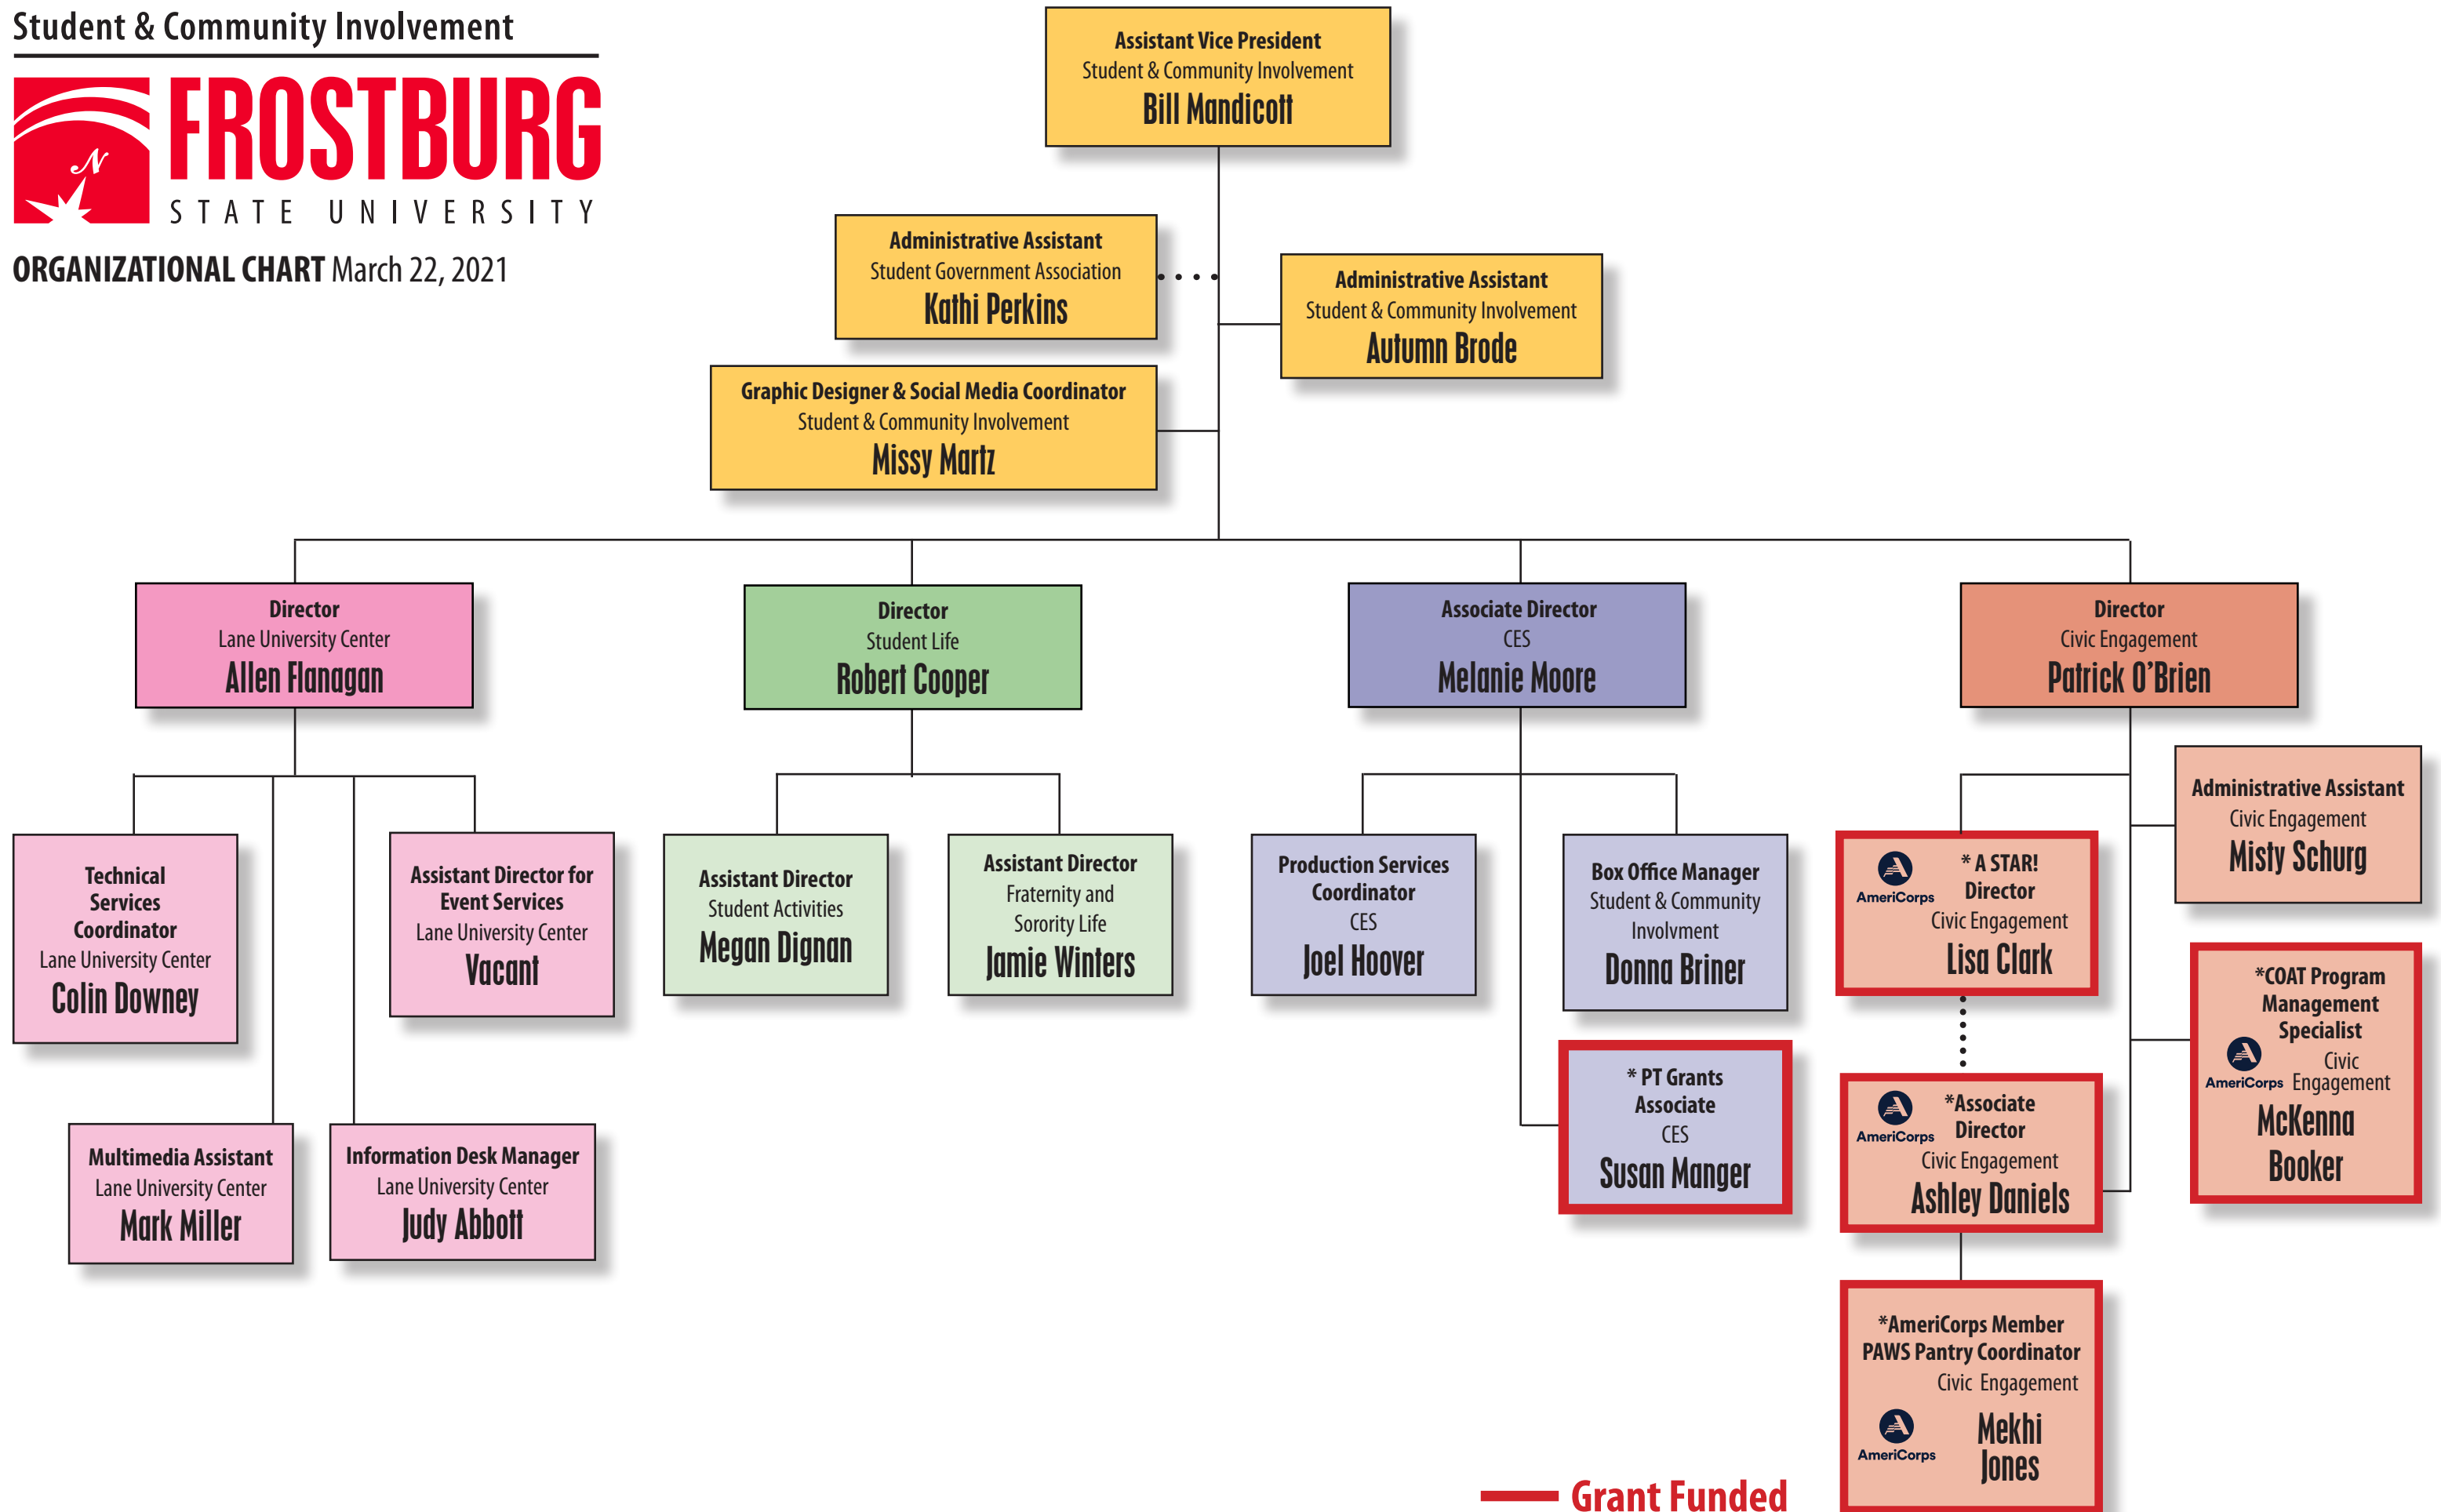 Student & Community Involvement
N
FROSTBURG
STATE UNIVERSITY
ORGANIZATIONAL CHART March 22, 2021
Assistant Vice President
Student & Community Involvement
Bill Mandicott
Administrative Assistant
Student Government Association
Kathi Perkins
Administrative Assistant
Student & Community Involvement
Autumn Brode
Graphic Designer & Social Media Coordinator
Student & Community Involvement
Missy Martz
Director
Lane University Center
Allen Flanagan
Director
Student Life
Robert Cooper
Associate Director
CES
Melanie Moore
Director
Civic Engagement
Patrick O'Brien
Technical
Services
Coordinator
Lane University Center
Colin Downey
Assistant Director for
Event Services
Lane University Center
Vacant
Multimedia Assistant
Lane University Center
Mark Miller
Information Desk Manager
Lane University Center
Judy Abbott
Assistant Director
Student Activities
Megan Dignan
Assistant Director
Fraternity and
Sorority Life
Jamie Winters
Production Services
Coordinator
CES
Joel Hoover
Box Office Manager
Student & Community
Involvment
Donna Briner
* PT Grants
Associate
CES
Susan Manger
Administrative Assistant
Civic Engagement
Misty Schurg
* A STAR!
Director
AmeriCorps
Civic Engagement
Lisa Clark
*COAT Program
Management
Specialist
Civic
AmeriCorps Engagement
McKenna
Booker
*Associate
Director
AmeriCorps
Civic Engagement
Ashley Daniels
*AmeriCorps Member
PAWS Pantry Coordinator
Civic Engagement
Mekhi
Jones
AmeriCorps
Grant Funded